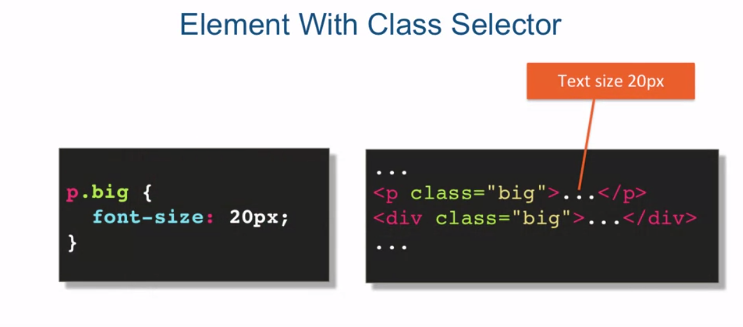 Element With Class Selector
Text size 20px
p.big {
  font-size: 20px;
}
...
<p class="big">...</p>
<div class="big">...</div>
...